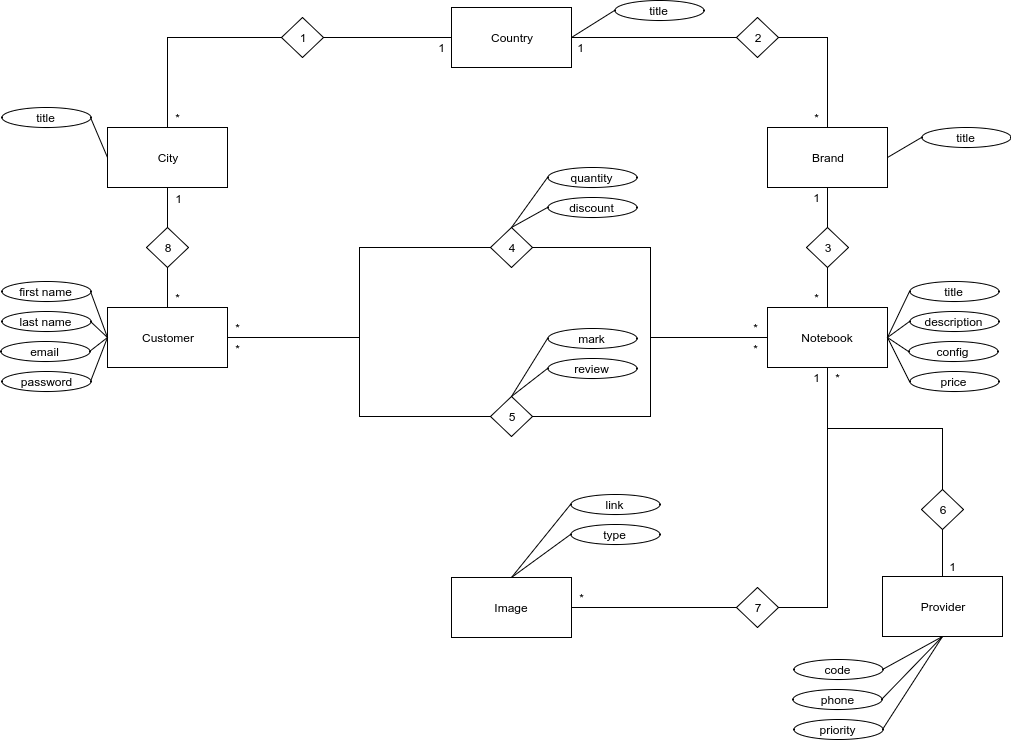 title
1
Country
2
1
1
title
*
*
title
City
Brand
quantity
1
1
discount
8
4
3
first name
*
*
title
last name
*
*
description
Customer
mark
Notebook
email
*
*
config
review
password
1
*
price
5
link
6
type
1
*
Image
7
Provider
code
phone
priority